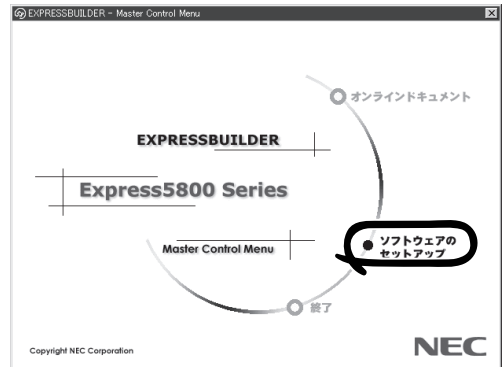 EXPRESSBUILDER - Master Control Menu
オンラインドキュメント
EXPRESSBUILDER
Express5800 Series
ソフトウェアの
セットアップ
Master Control Menu
終了
Copyright NEC Corporation
NEC